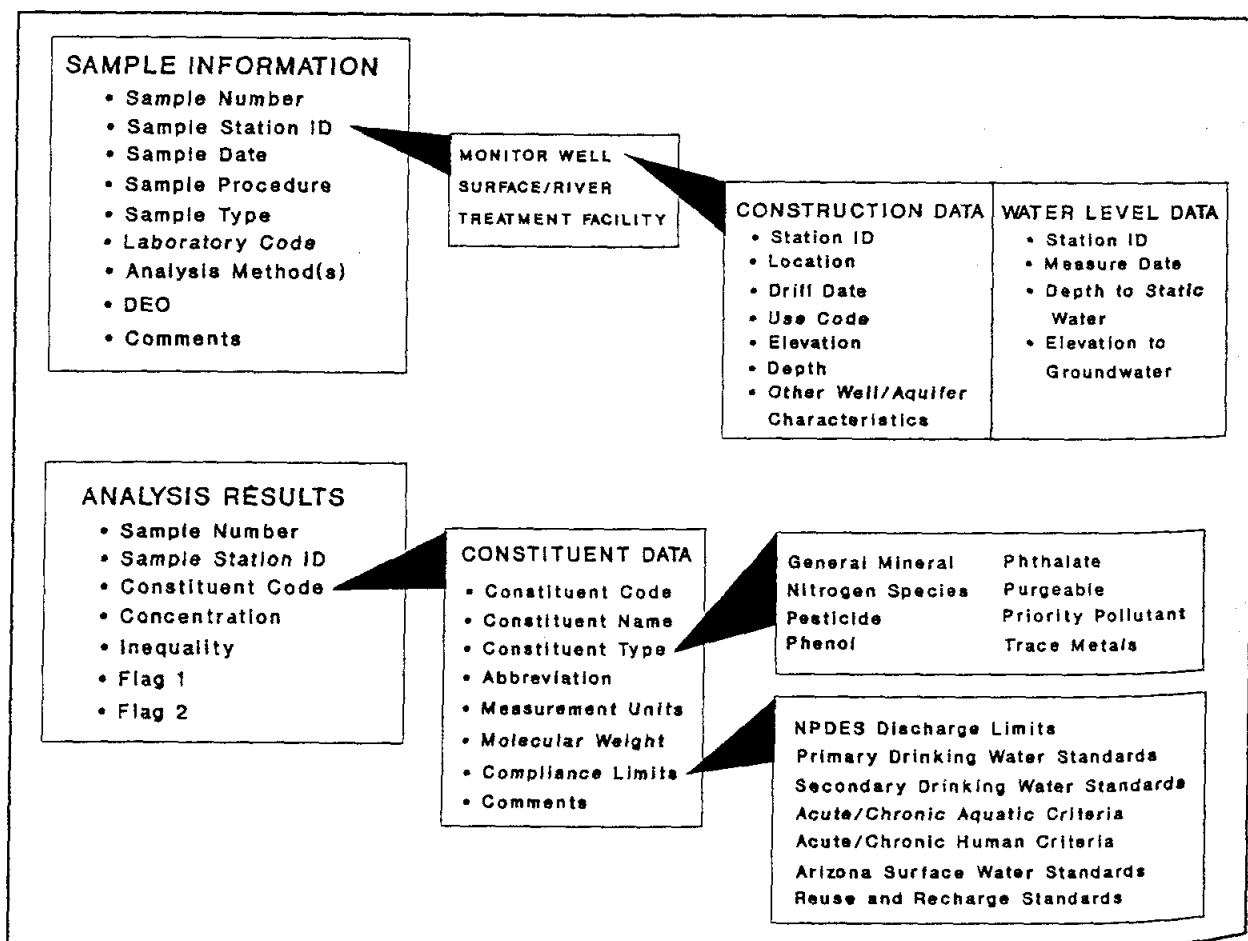 SAMPLE INFORMATION
• Sample Number
• Sample Station ID
• Sample Date
• Sample Procedure
• Sample Type
• Laboratory Code
• Analysis Method(s)
• DEO
• Comments
MONITOR WELL
SURFACE/RIVER
TREATMENT FACILITY
CONSTRUCTION DATA
• Station ID
• Location
• Drill Date
• Use Code
• Elevation
• Depth
• Other Well/Aquifer
Characteristics
WATER LEVEL DATA
• Station ID
• Measure Date
• Depth to Static
Water
• Elevation to
Groundwater
ANALYSIS RESULTS
• Sample Number
• Sample Station ID
• Constituent Code
• Concentration
• Inequality
• Flag 1
• Flag 2
CONSTITUENT DATA
• Constituent Code
• Constituent Name
• Constituent Type
• Abbreviation
• Measurement Units
• Molecular Weight
• Compliance Limits
• Comments
General Mineral
Nitrogen Species
Pesticide
Phenol
Phthalate
Purgeable
Priority Pollutant
Trace Metals
NPDES Discharge Limits
Primary Drinking Water Standards
Secondary Drinking Water Standards
Acute/Chronic Aquatic Criteria
Acute/Chronic Human Criteria
Arizona Surface Water Standards
Reuse and Recharge Standards